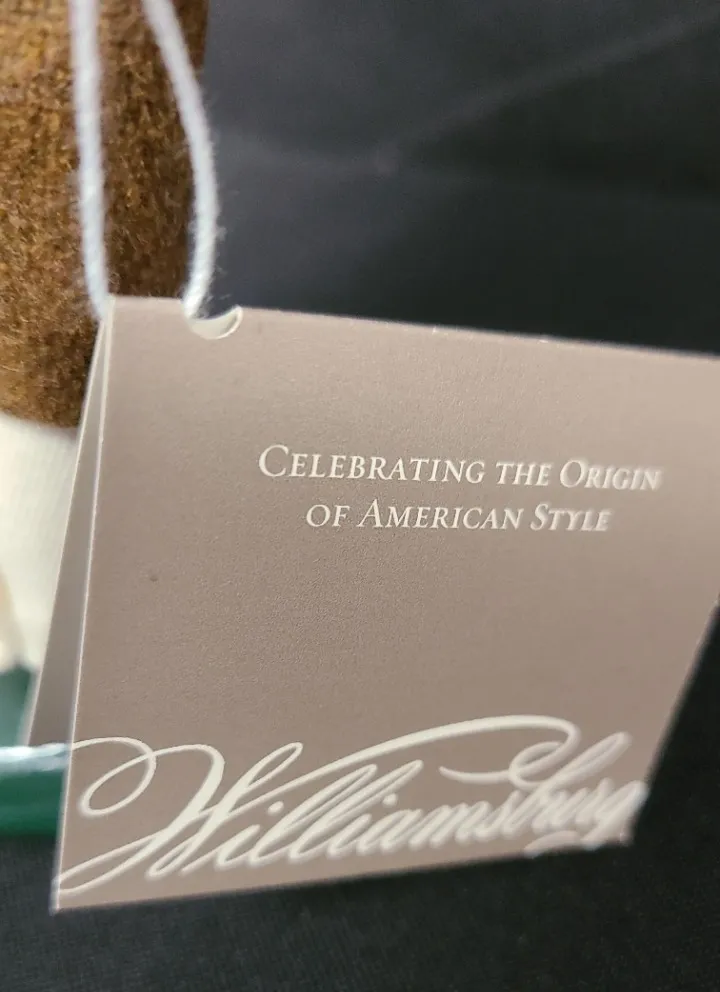 CELEBRATING THE ORIGIN
OF AMERICAN STYLE
Williamsburg